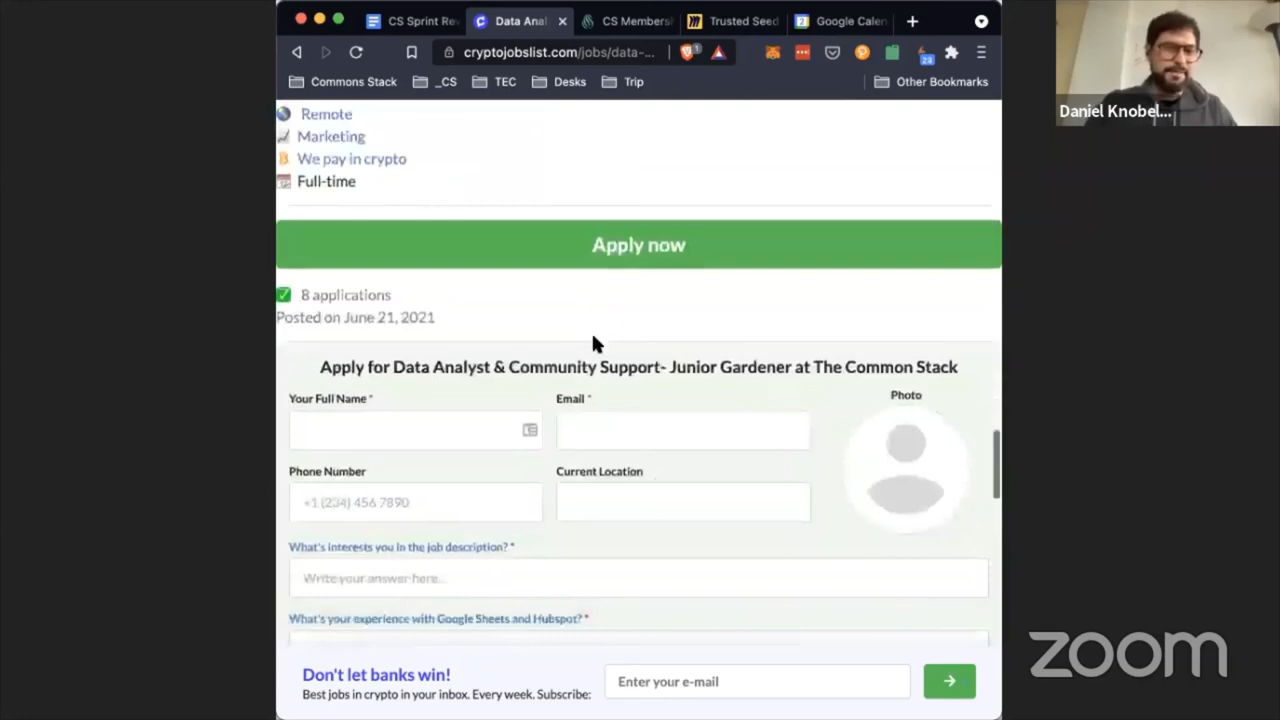 CS Sprint Rev
Data Anal
CS Members
Trusted Seed
Google Calen
cryptojobslist.com/jobs/data-...
1
23
Commons Stack
_CS
TEC
Desks
Trip
Other Bookmarks
Daniel Knobel...
Remote
Marketing
We pay in crypto
Full-time
Apply now
8 applications
Posted on June 21, 2021
Apply for Data Analyst & Community Support- Junior Gardener at The Common Stack
Your Full Name *
Email *
Photo
Phone Number
Current Location
+1 (234) 456 7890
What's interests you in the job description? *
Write your answer here...
What's your experience with Google Sheets and Hubspot? *
Don't let banks win!
Best jobs in crypto in your inbox. Every week. Subscribe:
Enter your e-mail
zoom